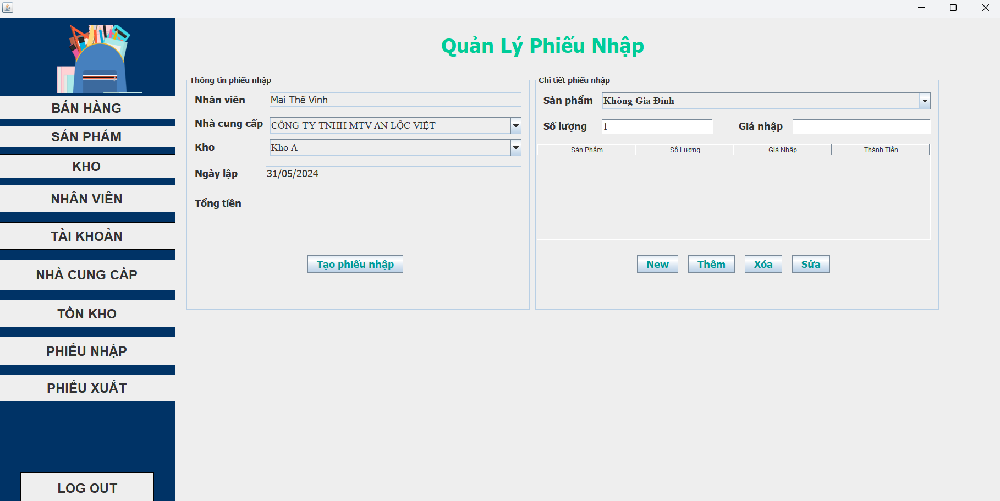 Quản Lý Phiếu Nhập
BÁN HÀNG
SẢN PHẨM
KHO
NHÂN VIÊN
TÀI KHOẢN
NHÀ CUNG CẤP
TỒN KHO
PHIẾU NHẬP
PHIẾU XUẤT
LOG OUT
Thông tin phiếu nhập
Nhân viên Mai Thế Vinh
Nhà cung cấp CÔNG TY TNHH MTV AN LỘC VIỆT
Kho Kho A
Ngày lập 31/05/2024
Tổng tiền
Tạo phiếu nhập
Chi tiết phiếu nhập
Sản phẩm Không Gia Đình
Số lượng 1 Giá nhập
Sản Phẩm Số Lượng Giá Nhập Thành Tiền
New Thêm Xóa Sửa